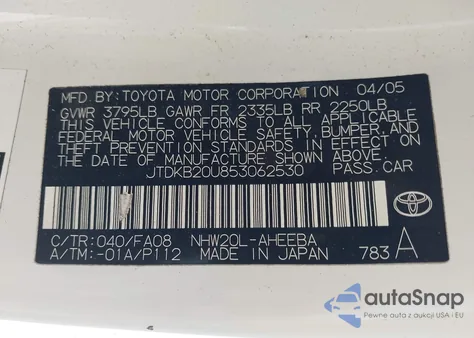 MFD BY: TOYOTA MOTOR CORPORATION 04/05
GVWR 3795LB GAWR FR 2335LB RR 2250LB
THIS VEHICLE CONFORMS TO ALL APPLICABLE
FEDERAL MOTOR VEHICLE SAFETY, BUMPER, AND
THEFT PREVENTION STANDARDS IN EFFECT ON
THE DATE OF MANUFACTURE SHOWN ABOVE.
JTDKB20U853062530 PASS.CAR
C/TR: 040/FA08 NHW20L-AHEEBA
A/TM: -01A/P112 MADE IN JAPAN 783 A
autoSnap
Pewne auta z aukcji USA i EU